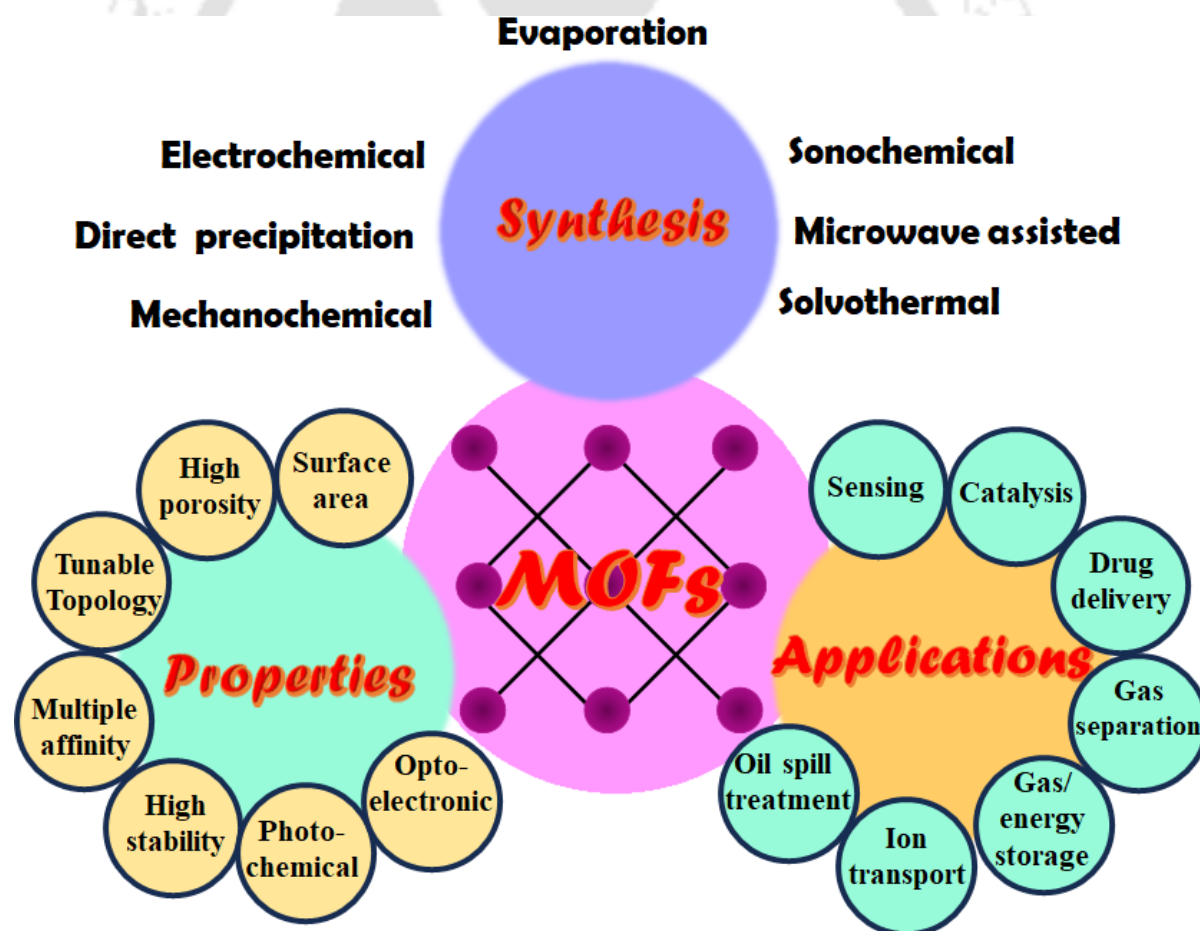 Evaporation
Electrochemical
Sonochemical
Direct precipitation
Microwave assisted
Mechanochemical
Solvothermal
Synthesis
MOFs
Properties
Surface
area
High
porosity
Tunable
Topology
Multiple
affinity
High
stability
Photo-
chemical
Opto-
electronic
Applications
Sensing
Catalysis
Drug
delivery
Gas
separation
Gas/
energy
storage
Ion
transport
Oil spill
treatment